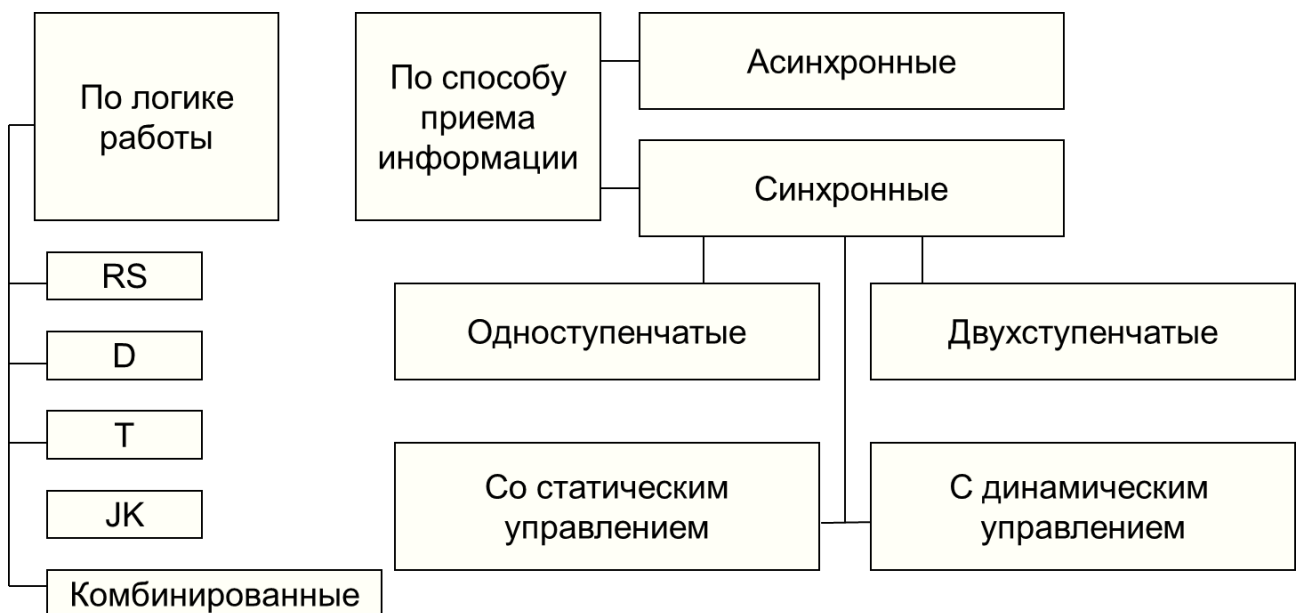 По логике
работы
RS
D
T
JK
Комбинированные
По способу
приема
информации
Асинхронные
Синхронные
Одноступенчатые
Двухступенчатые
Со статическим
управлением
С динамическим
управлением